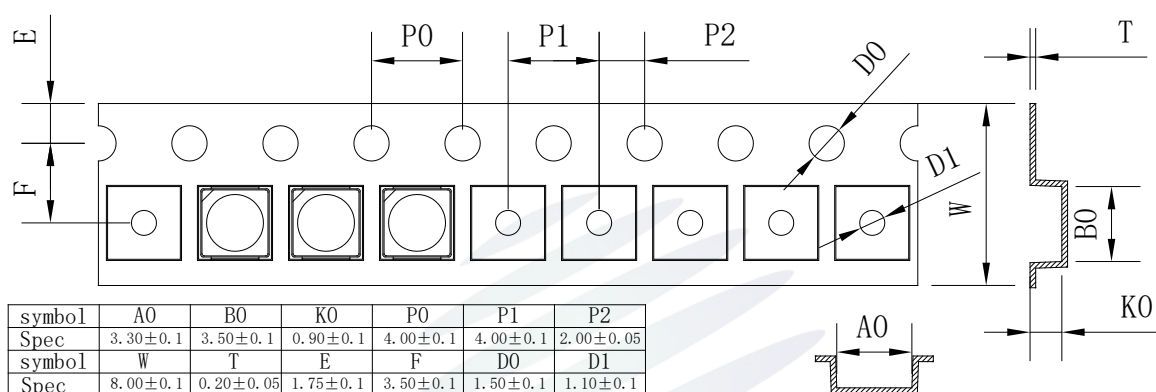 E
P0 P1 P2 T
D0
D1
F
W
B0
K0
A0
symbol A0 B0 K0 P0 P1 P2
Spec 3.30±0.1 3.50±0.1 0.90±0.1 4.00±0.1 4.00±0.1 2.00±0.05
symbol W T E F D0 D1
Spec 8.00±0.1 0.20±0.05 1.75±0.1 3.50±0.1 1.50±0.1 1.10±0.1